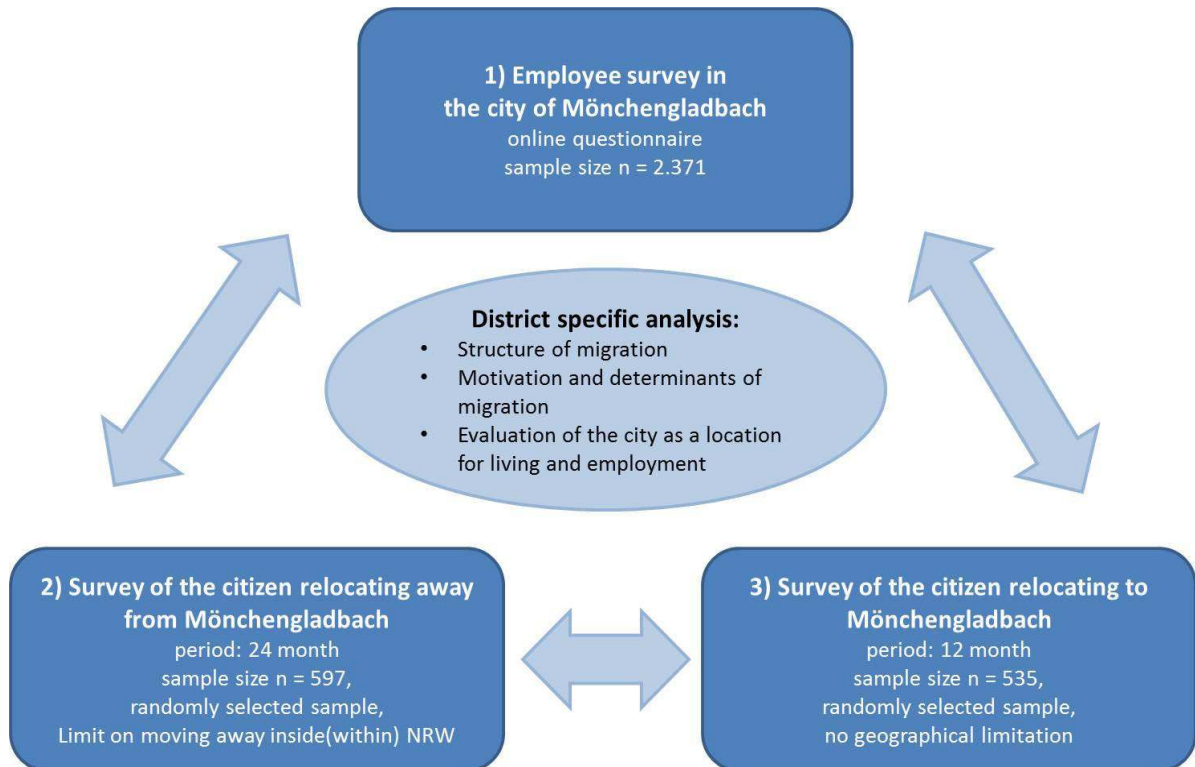 1) Employee survey in
the city of Mönchengladbach
online questionnaire
sample size n = 2.371
District specific analysis:
• Structure of migration
• Motivation and determinants of
migration
• Evaluation of the city as a location
for living and employment
2) Survey of the citizen relocating away
from Mönchengladbach
period: 24 month
sample size n = 597,
randomly selected sample,
Limit on moving away inside(within) NRW
3) Survey of the citizen relocating to
Mönchengladbach
period: 12 month
sample size n = 535,
randomly selected sample,
no geographical limitation